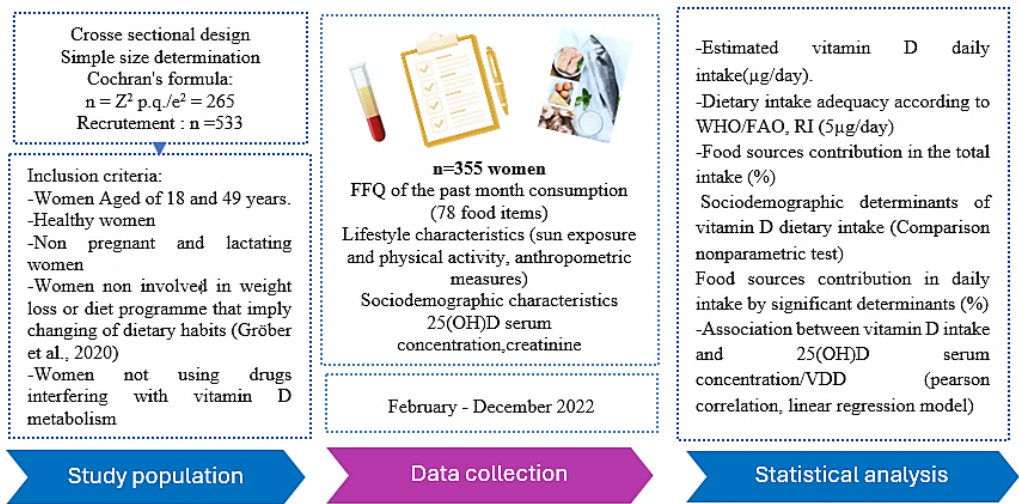 Crosse sectional design
Simple size determination
Cochran's formula:
n = Z² p.q./e² = 265
Recrutement : n =533
Inclusion criteria:
-Women Aged of 18 and 49 years.
-Healthy women
-Non pregnant and lactating
women
-Women non involved in weight
loss or diet programme that imply
changing of dietary habits (Gröber
et al., 2020)
-Women not using drugs
interfering with vitamin D
metabolism
Study population
n=355 women
FFQ of the past month consumption
(78 food items)
Lifestyle characteristics (sun exposure
and physical activity, anthropometric
measures)
Sociodemographic characteristics
25(OH)D serum
concentration,creatinine
February - December 2022
Data collection
-Estimated vitamin D daily
intake(µg/day).
-Dietary intake adequacy according to
WHO/FAO, RI (5µg/day)
-Food sources contribution in the total
intake (%)
Sociodemographic determinants of
vitamin D dietary intake (Comparison
nonparametric test)
Food sources contribution in daily
intake by significant determinants (%)
-Association between vitamin D intake
and 25(OH)D serum
concentration/VDD (pearson
correlation, linear regression model)
Statistical analysis